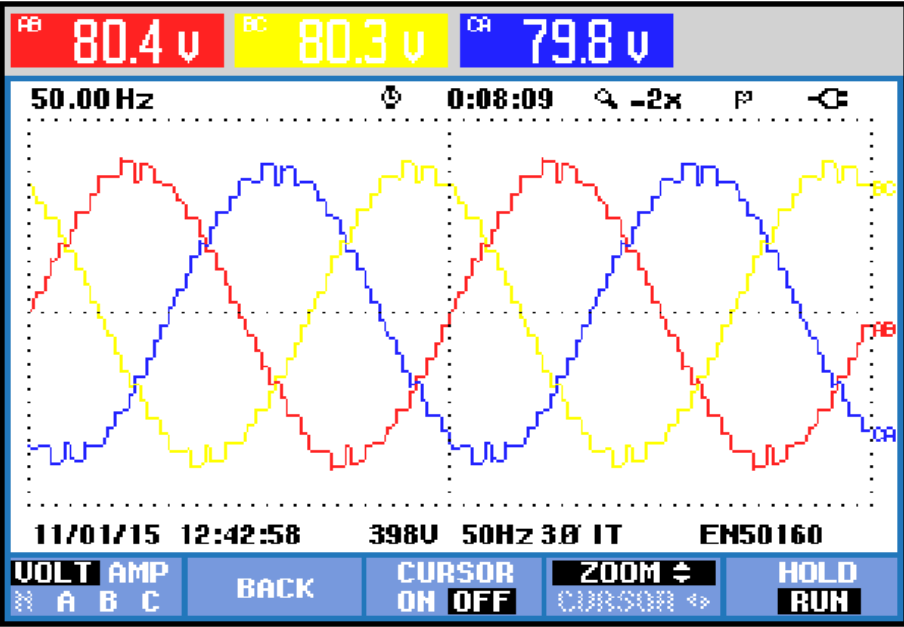 AB 80.4 V BC 80.3 V CA 79.8 V
50.00 Hz 0:08:09 -2x
BC
AB
CA
11/01/15 12:42:58 398V 50Hz 3Ø IT EN50160
VOLT AMP BACK CURSOR ZOOM HOLD
N A B C ON OFF CURSOR RUN